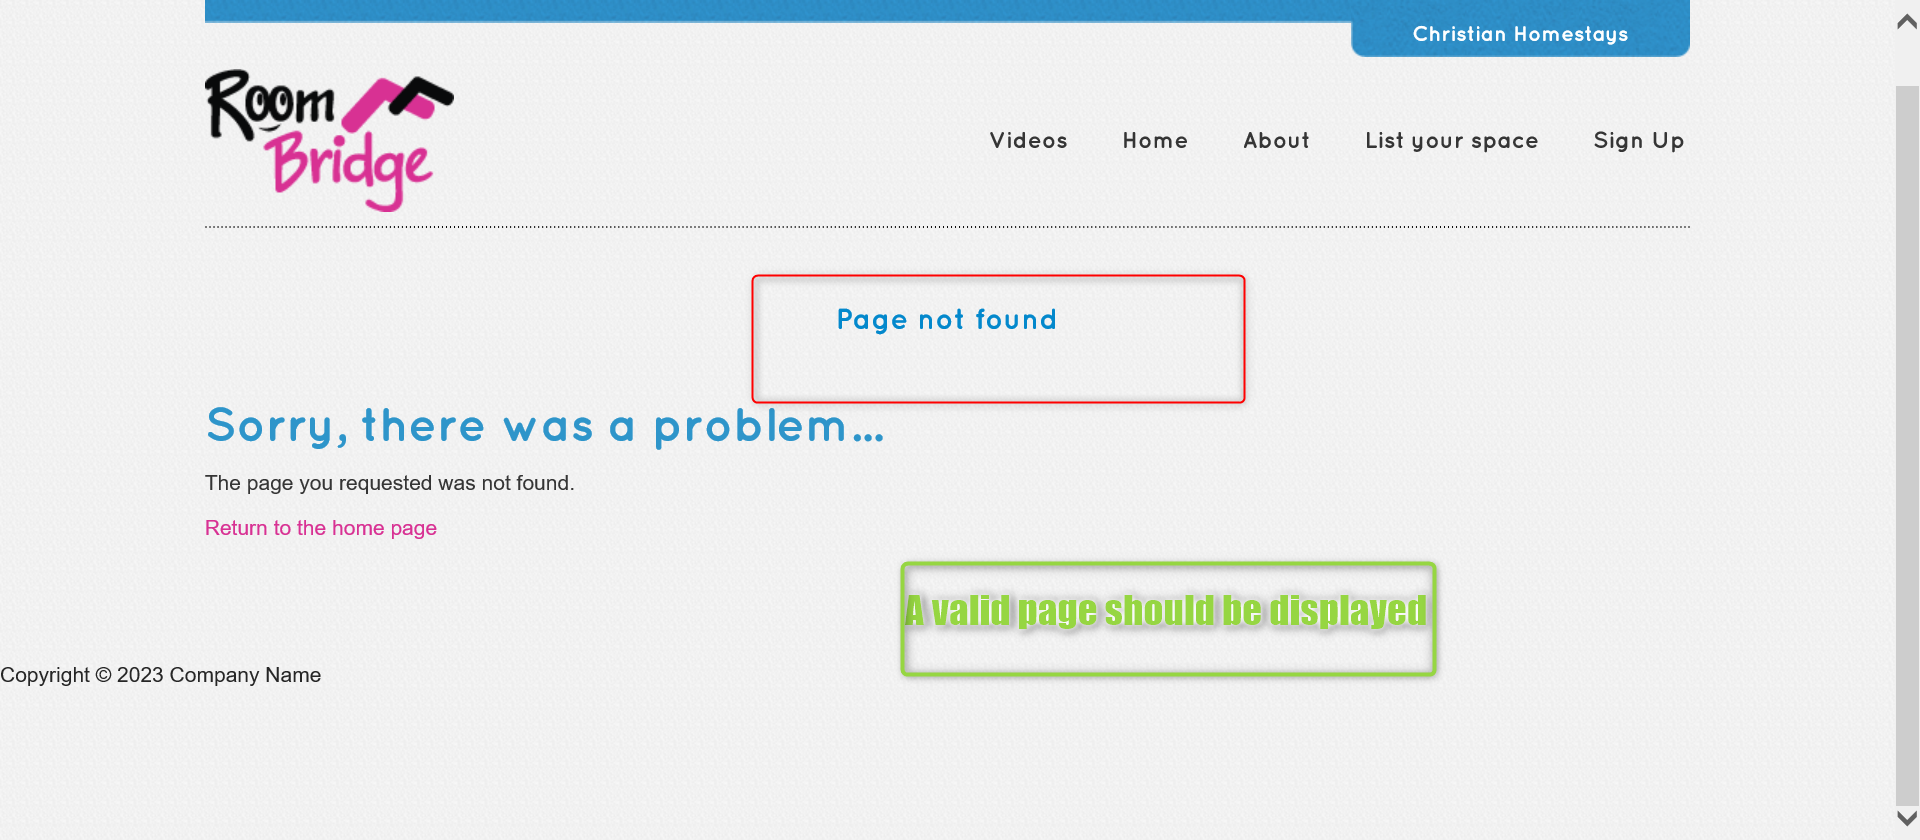 Christian Homestays
Room
Bridge
Videos Home About List your space Sign Up
Page not found
Sorry, there was a problem...
The page you requested was not found.
Return to the home page
A valid page should be displayed
Copyright © 2023 Company Name